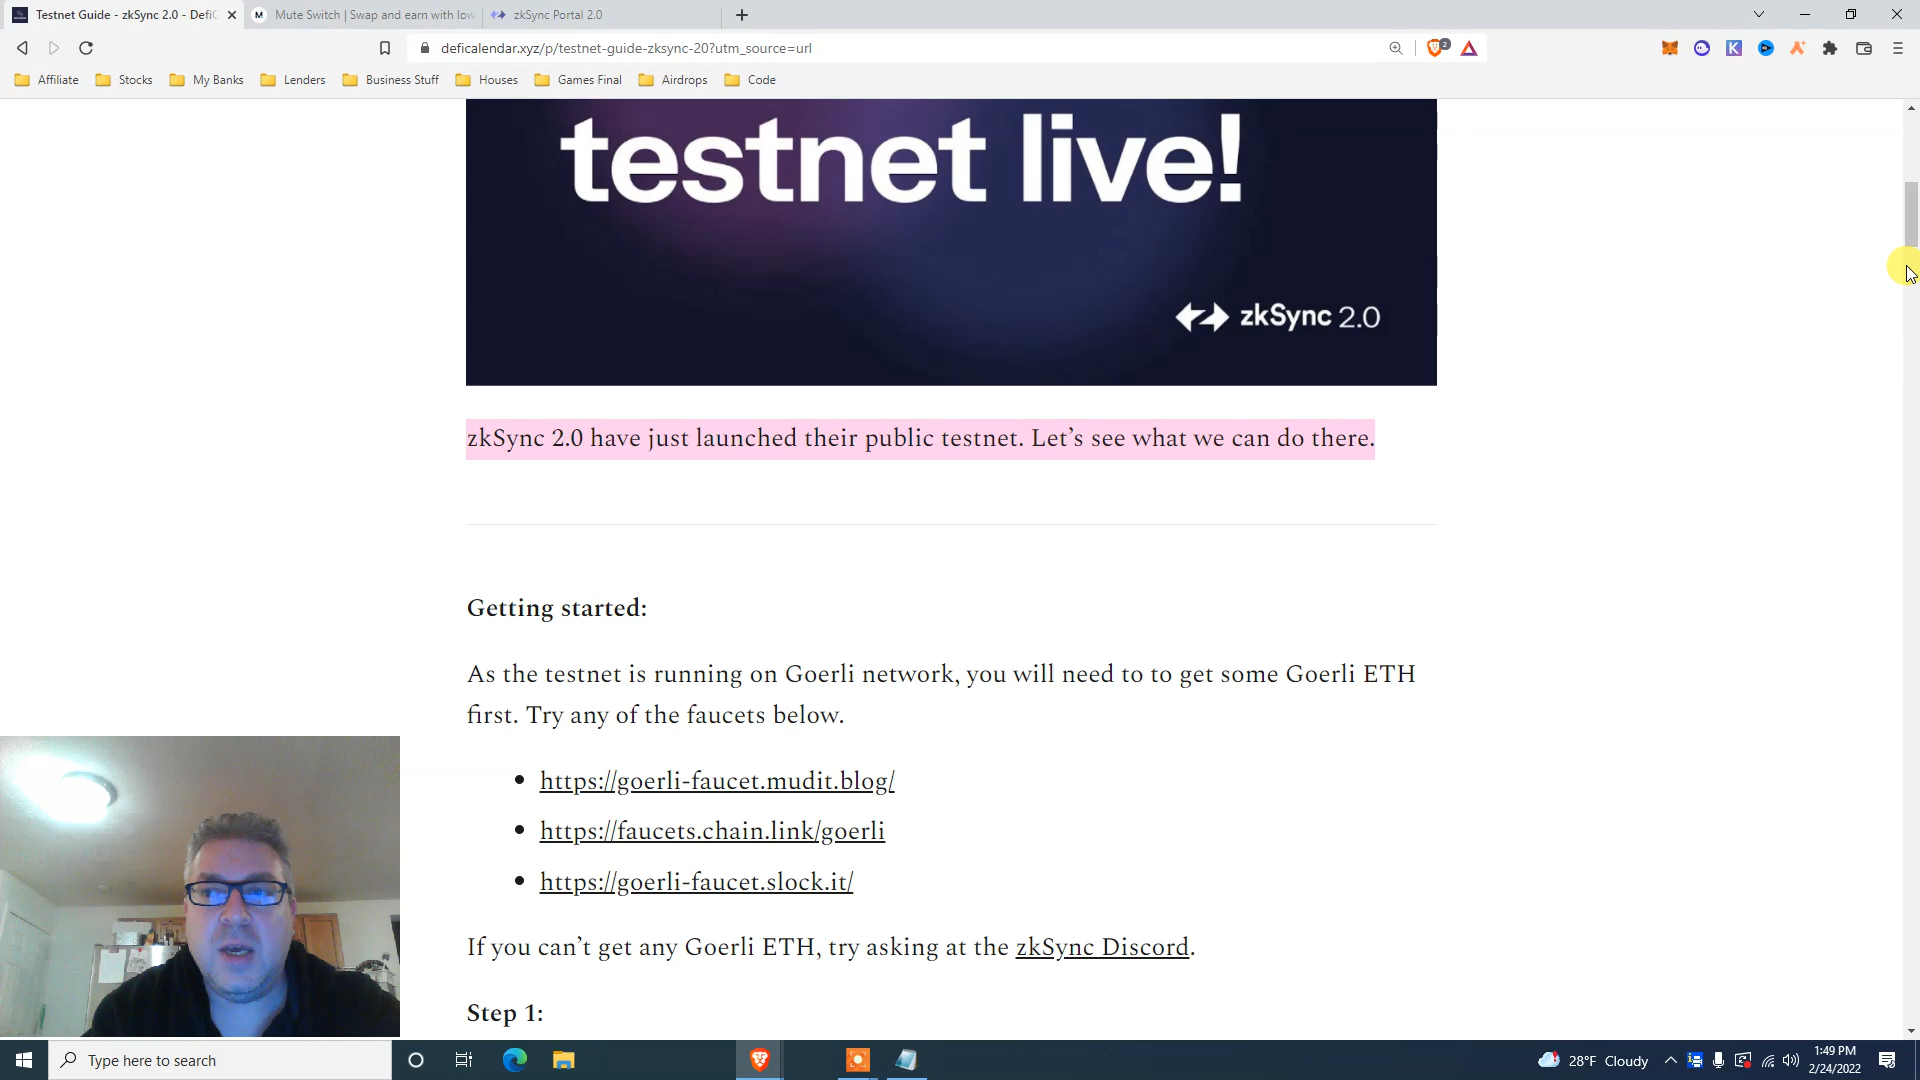 Testnet Guide - zkSync 2.0 - DefiC
Mute Switch | Swap and earn with low
zkSync Portal 2.0
deficalendar.xyz/p/testnet-guide-zksync-20?utm_source=url
2
Affiliate
Stocks
My Banks
Lenders
Business Stuff
Houses
Games Final
Airdrops
Code
testnet live!
zkSync 2.0
zkSync 2.0 have just launched their public testnet. Let’s see what we can do there.
Getting started:
As the testnet is running on Goerli network, you will need to to get some Goerli ETH
first. Try any of the faucets below.
• https://goerli-faucet.mudit.blog/
• https://faucets.chain.link/goerli
• https://goerli-faucet.slock.it/
If you can’t get any Goerli ETH, try asking at the zkSync Discord.
Step 1:
Type here to search
28°F Cloudy
1:49 PM
2/24/2022